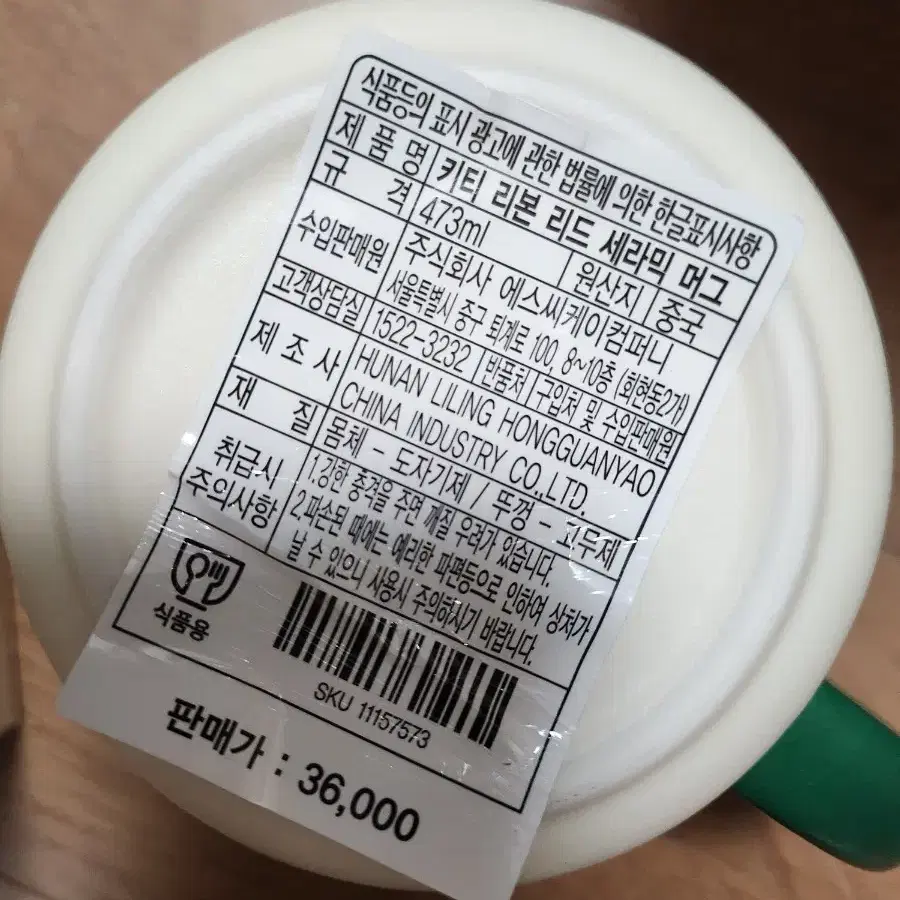 식품등의 표시 광고에 관한 법률에 의한 한글표시사항
제 품 명 키티 리본 리드 세라믹 머그
규 격 473ml 원산지 중국
수입판매원 주식회사 에스씨케이컴퍼니
서울특별시 중구 퇴계로 100, 8~10층 (회현동2가)
고객상담실 1522-3232 반품처 구입처 및 수입판매원
제 조 사 HUNAN LILING HONGGUANYAO
CHINA INDUSTRY CO.,LTD.
재 질 몸체 - 도자기제 / 뚜껑 - 고무제
취급시 주의사항 1.강한 충격을 주면 깨질 우려가 있습니다.
2.파손된 때에는 예리한 파편등으로 인하여 상처가
날 수 있으니 사용시 주의하시기 바랍니다.
식품용
SKU 11157573
판매가 : 36,000